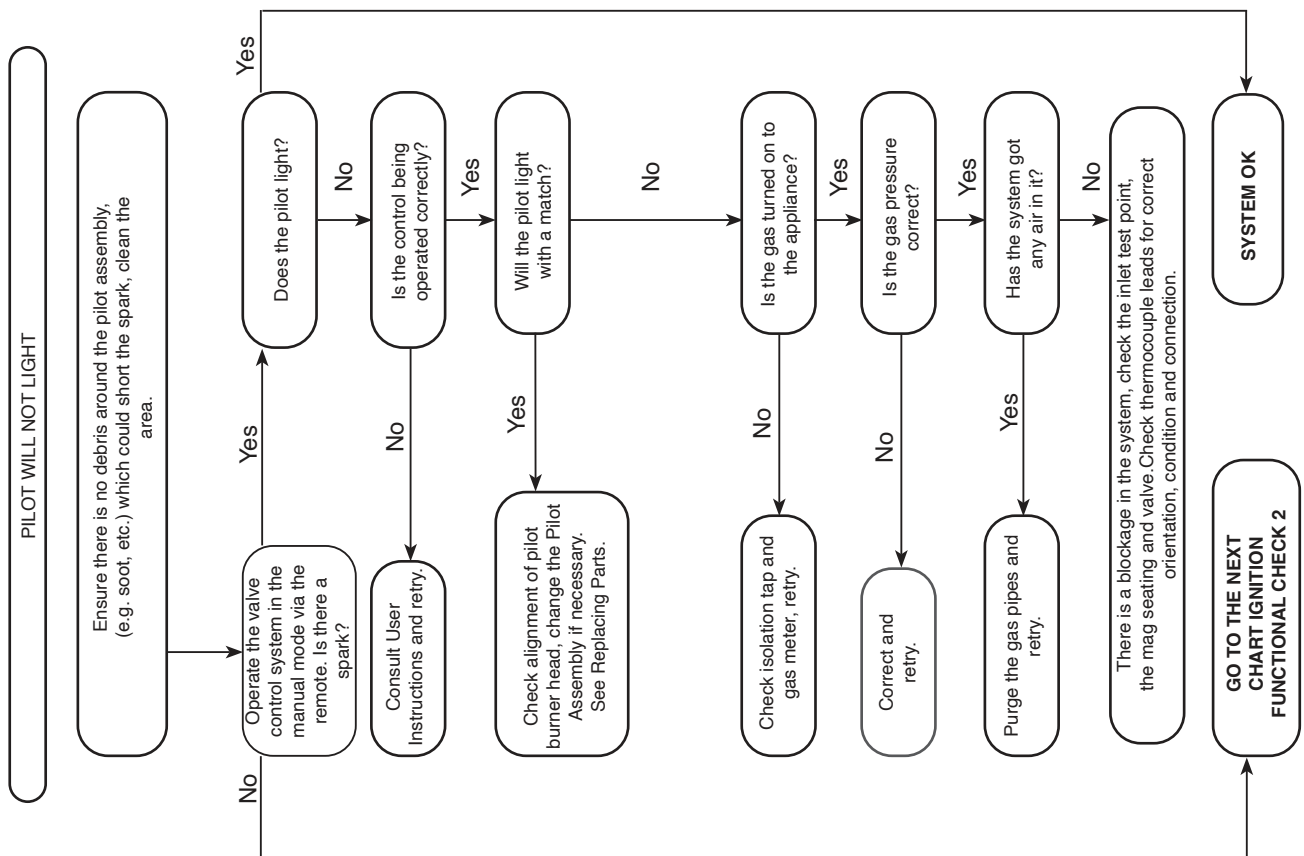 PILOT WILL NOT LIGHT
Ensure there is no debris around the pilot assembly,
(e.g. soot, etc.) which could short the spark, clean the
area.
Operate the valve
control system in the
manual mode via the
remote. Is there a
spark?
No
Yes
Does the pilot light?
Yes
No
Is the control being
operated correctly?
No
Consult User
Instructions and retry.
Yes
Will the pilot light
with a match?
Yes
Check alignment of pilot
burner head, change the Pilot
Assembly if necessary.
See Replacing Parts.
No
Is the gas turned on to
the appliance?
No
Check isolation tap and
gas meter, retry.
Yes
Is the gas pressure
correct?
No
Correct and
retry.
Yes
Has the system got
any air in it?
Yes
Purge the gas pipes and
retry.
No
There is a blockage in the system, check the inlet test point,
the mag seating and valve.Check thermocouple leads for correct
orientation, condition and connection.
GO TO THE NEXT
CHART IGNITION
FUNCTIONAL CHECK 2
SYSTEM OK